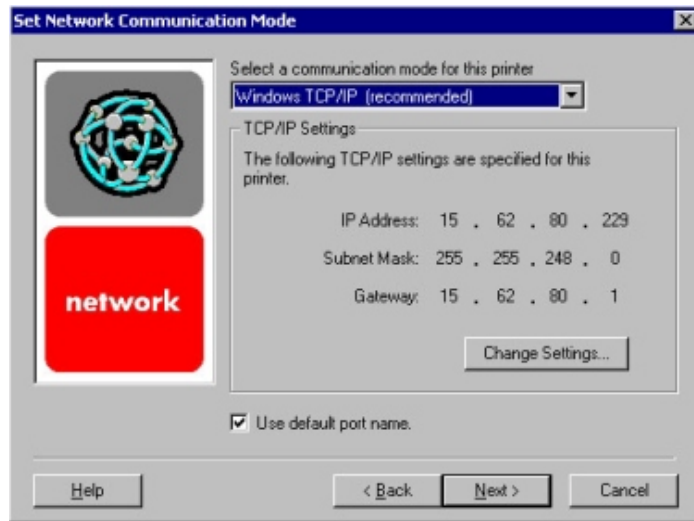 Set Network Communication Mode
Select a communication mode for this printer
Windows TCP/IP (recommended)
TCP/IP Settings
The following TCP/IP settings are specified for this
printer.
IP Address: 15 . 62 . 80 . 229
Subnet Mask: 255 . 255 . 248 . 0
Gateway: 15 . 62 . 80 . 1
network
Change Settings...
Use default port name.
Help
< Back
Next >
Cancel